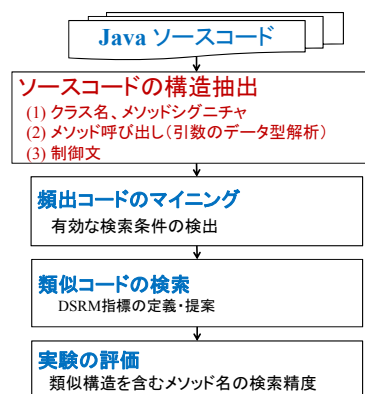 Java ソースコード
ソースコードの構造抽出
(1) クラス名、メソッドシグニチャ
(2) メソッド呼び出し（引数のデータ型解析）
(3) 制御文
頻出コードのマイニング
有効な検索条件の検出
類似コードの検索
DSRM指標の定義・提案
実験の評価
類似構造を含むメソッド名の検索精度